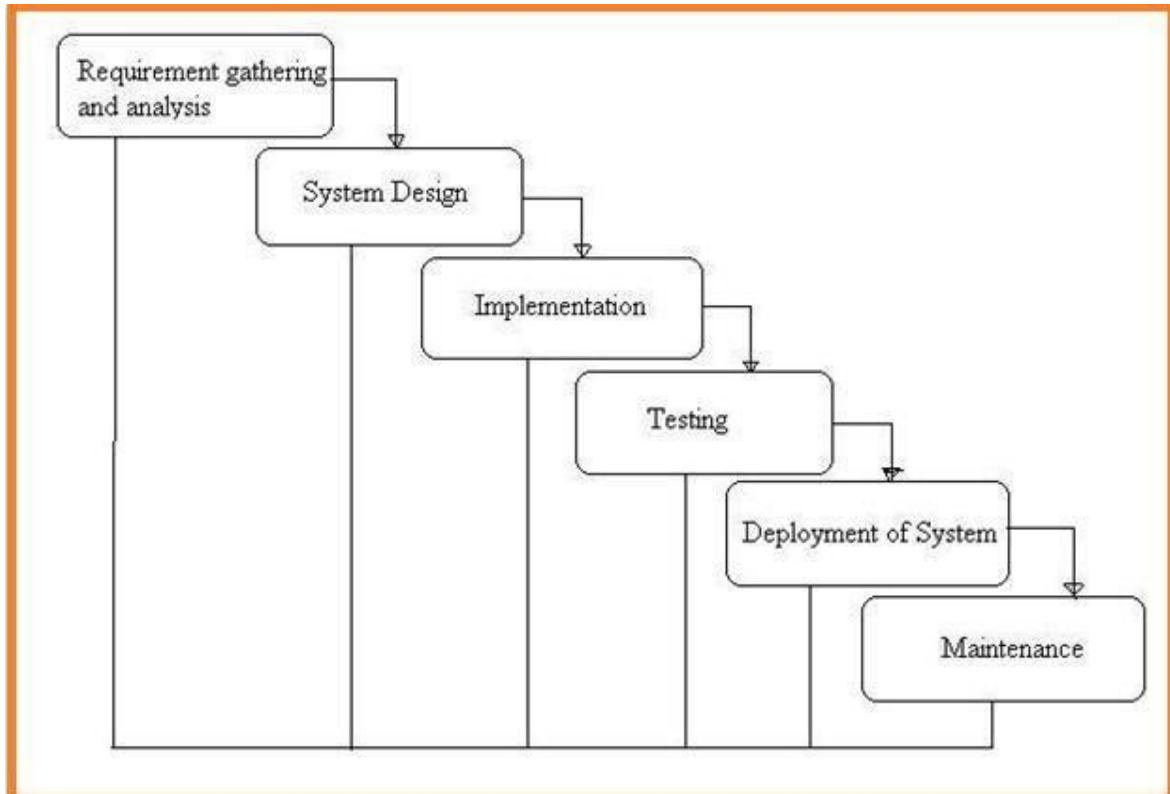 Requirement gathering
and analysis
System Design
Implementation
Testing
Deployment of System
Maintenance